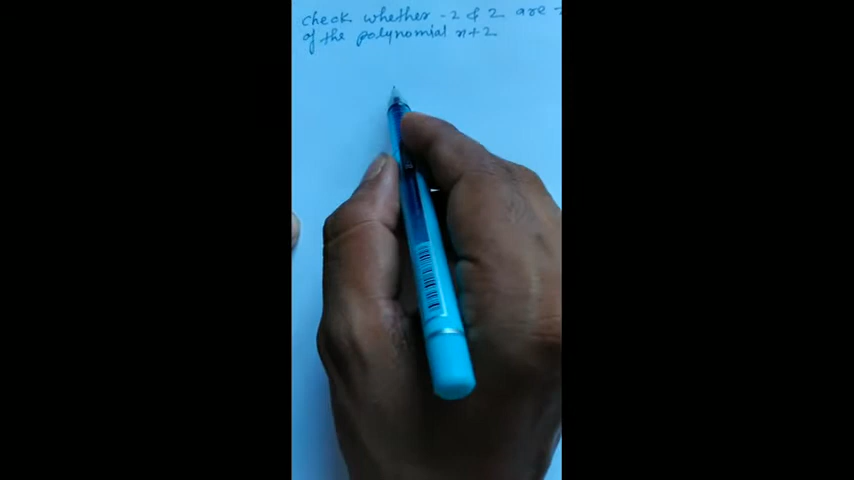 check whether -2 & 2 are
of the polynomial x+2